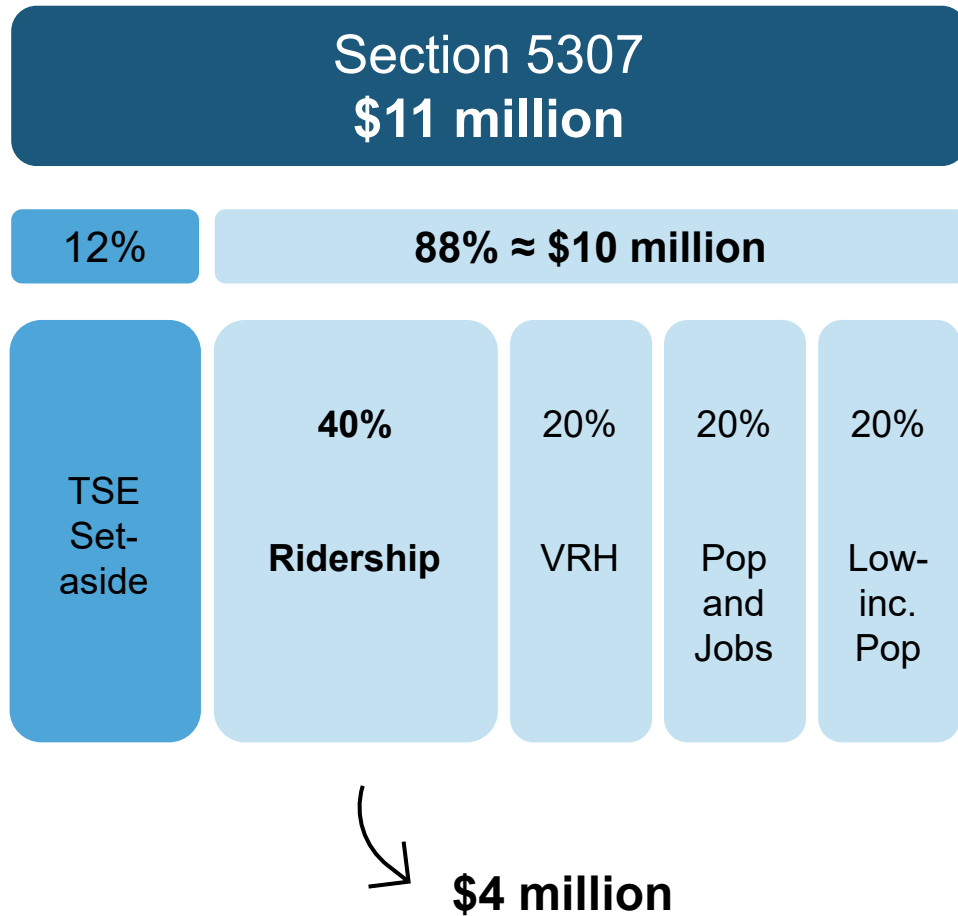 Section 5307
$11 million
12%
88% ≈ $10 million
TSE
Set-
aside
40%
Ridership
20%
VRH
20%
Pop
and
Jobs
20%
Low-
inc.
Pop
$4 million